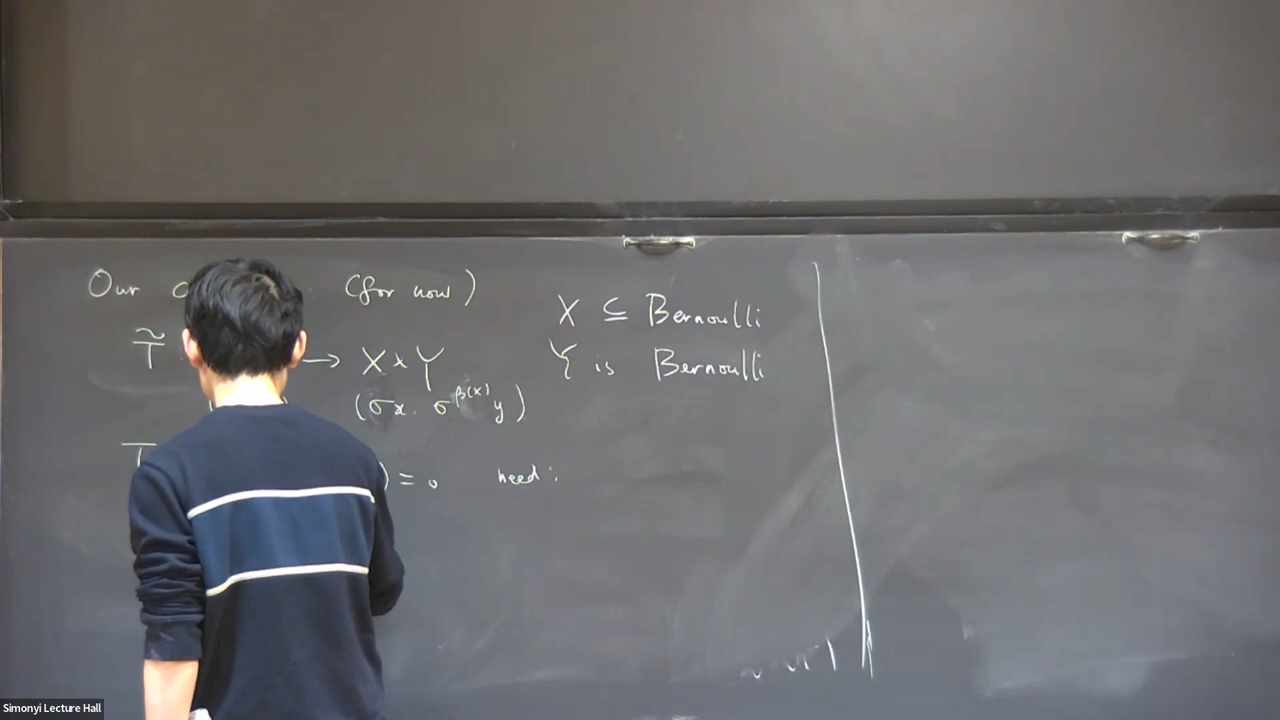 Our (for now)
X ⊆ Bernoulli
T̃ → X × Y
Y is Bernoulli
(σx, σ^β(x) y)
T ) = 0 need:
Simonyi Lecture Hall